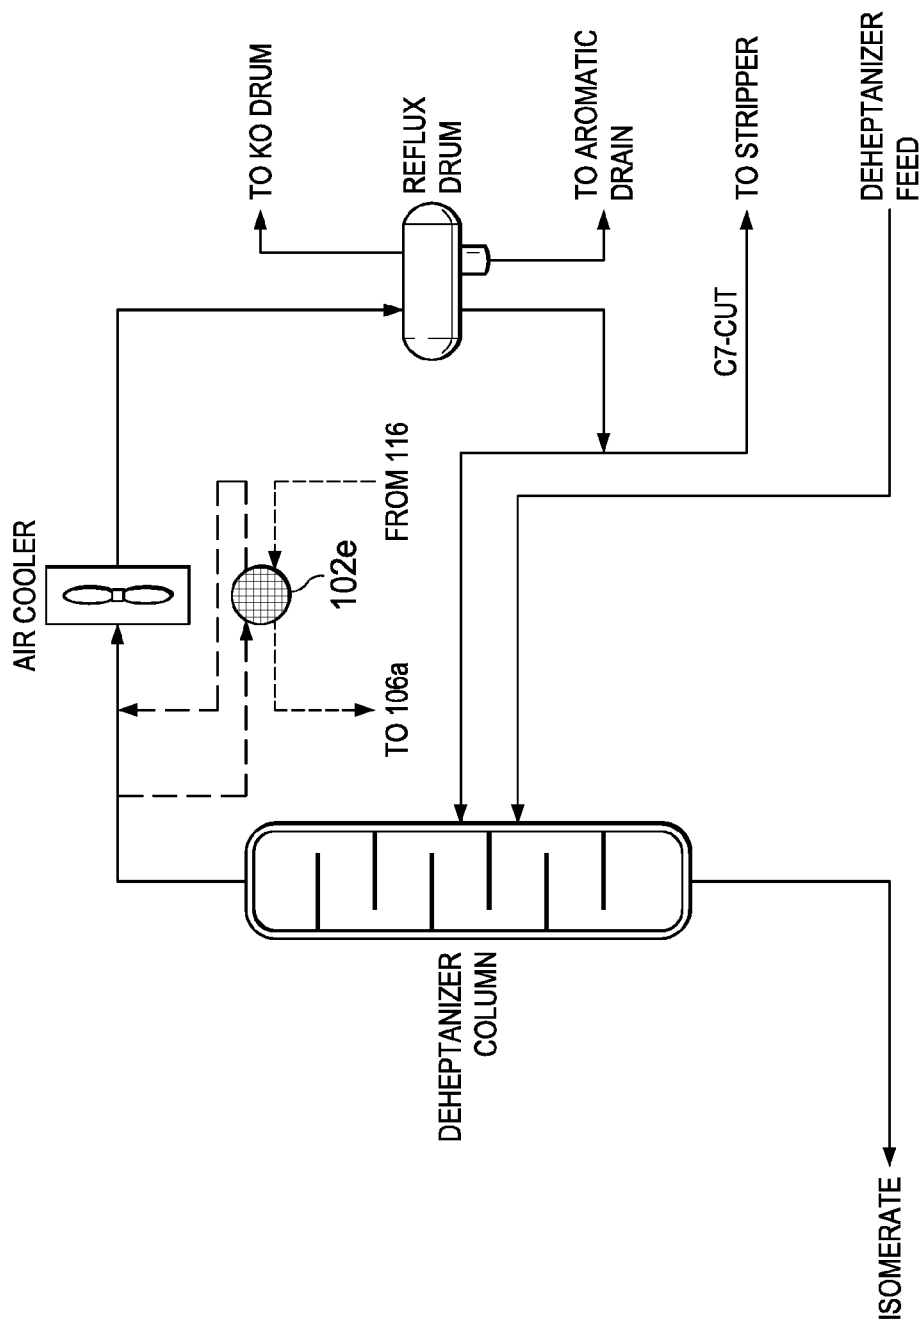 AIR COOLER
TO KO DRUM
REFLUX
DRUM
102e
FROM 116
TO 106a
TO AROMATIC
DRAIN
C7-CUT
TO STRIPPER
DEHEPTANIZER
COLUMN
DEHEPTANIZER
FEED
ISOMERATE